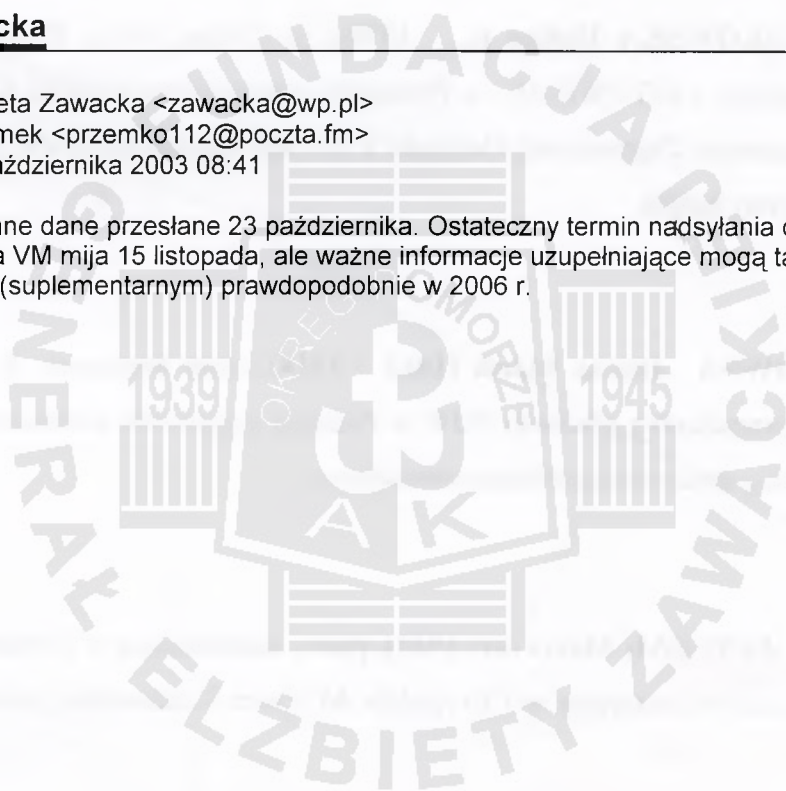 cka
eta Zawacka <zawacka@wp.pl>
mek <przemko112@poczta.fm>
aździernika 2003 08:41
ne dane przesłane 23 października. Ostateczny termin nadsyłania
a VM mija 15 listopada, ale ważne informacje uzupełniające mogą
(suplementarnym) prawdopodobnie w 2006 r.
FUNDACJA GENERAŁ ELŻBIETY ZAWACKIEJ
OKRĘG POMORZE
1939
1945
AK